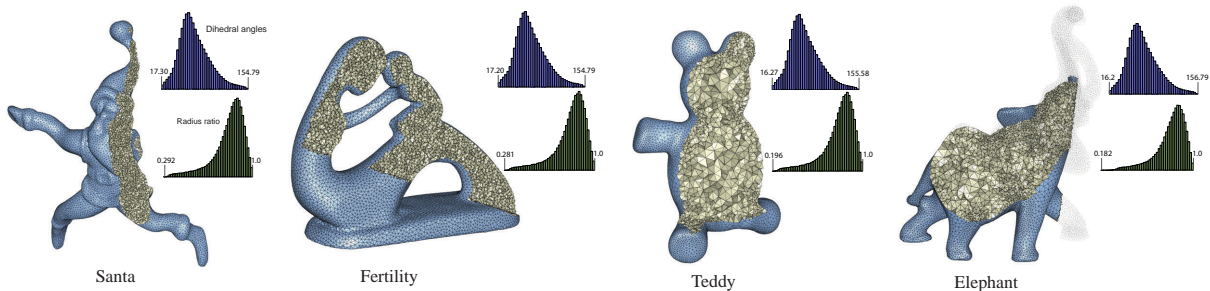 Dihedral angles
17.30 154.79
Radius ratio
0.292 1.0
Santa
17.20 154.79
0.281 1.0
Fertility
16.27 155.58
0.196 1.0
Teddy
16.2 156.79
0.182 1.0
Elephant